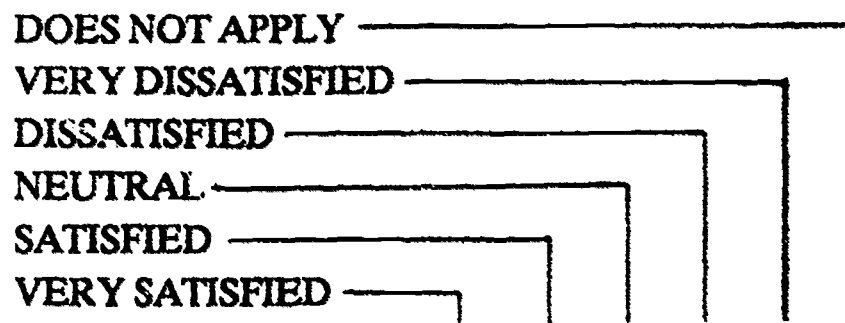 DOES NOT APPLY
VERY DISSATISFIED
DISSATISFIED
NEUTRAL
SATISFIED
VERY SATISFIED